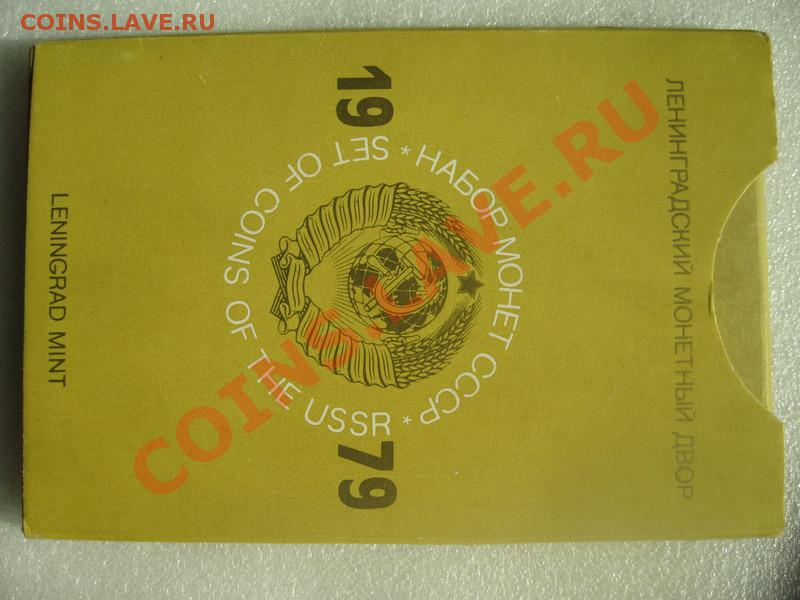 COINS.LAVE.RU
ЛЕНИНГРАДСКИЙ МОНЕТНЫЙ ДВОР
19
* НАБОР МОНЕТ СССР *
SET OF COINS OF THE USSR
79
LENINGRAD MINT
COINS.LAVE.RU